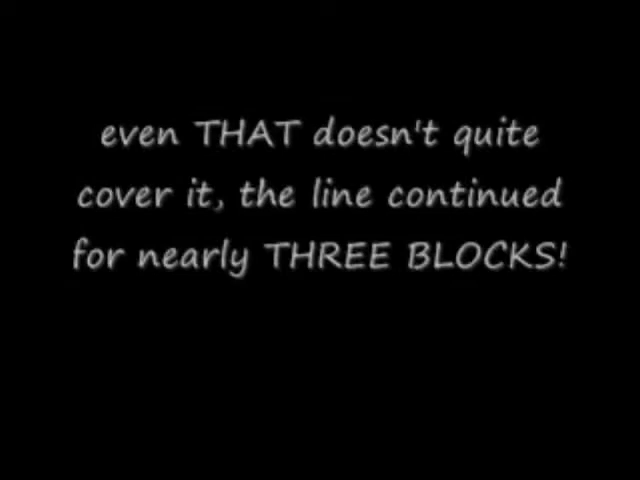 even THAT doesn't quite
cover it, the line continued
for nearly THREE BLOCKS!